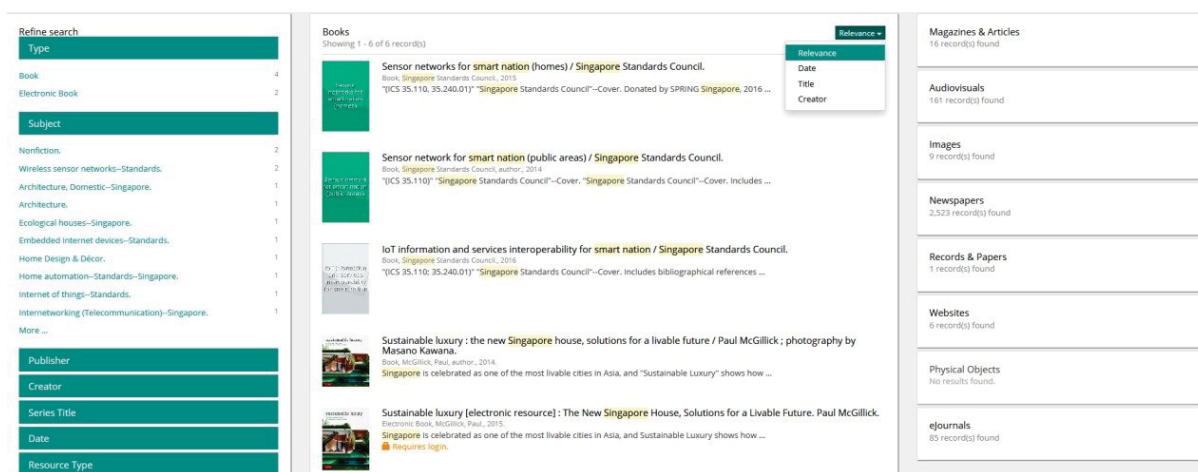 Refine search
Type
Book 4
Electronic Book 2
Subject
Nonfiction. 2
Wireless sensor networks--Standards. 2
Architecture, Domestic--Singapore. 1
Architecture. 1
Ecological houses--Singapore. 1
Embedded Internet devices--Standards. 1
Home Design & Décor. 1
Home automation--Standards--Singapore. 1
Internet of things--Standards. 1
Internetworking (Telecommunication)--Singapore. 1
More ...
Publisher
Creator
Series Title
Date
Resource Type
Books
Showing 1 - 6 of 6 record(s)
Relevance
Relevance
Date
Title
Creator
Sensor networks for smart nation (homes) / Singapore Standards Council.
Book, Singapore Standards Council., 2015
"(ICS 35.110, 35.240.01)" "Singapore Standards Council"--Cover. Donated by SPRING Singapore, 2016 ...
Sensor network for smart nation (public areas) / Singapore Standards Council.
Book, Singapore Standards Council, author., 2014
"(ICS 35.110)" "Singapore Standards Council"--Cover. "Singapore Standards Council"--Cover. Includes ...
IoT information and services interoperability for smart nation / Singapore Standards Council.
Book, Singapore Standards Council., 2016
"(ICS 35.110; 35.240.01)" "Singapore Standards Council"--Cover. Includes bibliographical references ...
Sustainable luxury : the new Singapore house, solutions for a livable future / Paul McGillick ; photography by
Masano Kawana.
Book, McGillick, Paul, author., 2014.
Singapore is celebrated as one of the most livable cities in Asia, and "Sustainable Luxury" shows how ...
Sustainable luxury [electronic resource] : The New Singapore House, Solutions for a Livable Future. Paul McGillick.
Electronic Book, McGillick, Paul., 2015.
Singapore is celebrated as one of the most livable cities in Asia, and Sustainable Luxury shows how ...
Requires login.
Magazines & Articles
16 record(s) found
Audiovisuals
161 record(s) found
Images
9 record(s) found
Newspapers
2,523 record(s) found
Records & Papers
1 record(s) found
Websites
6 record(s) found
Physical Objects
No results found.
eJournals
85 record(s) found